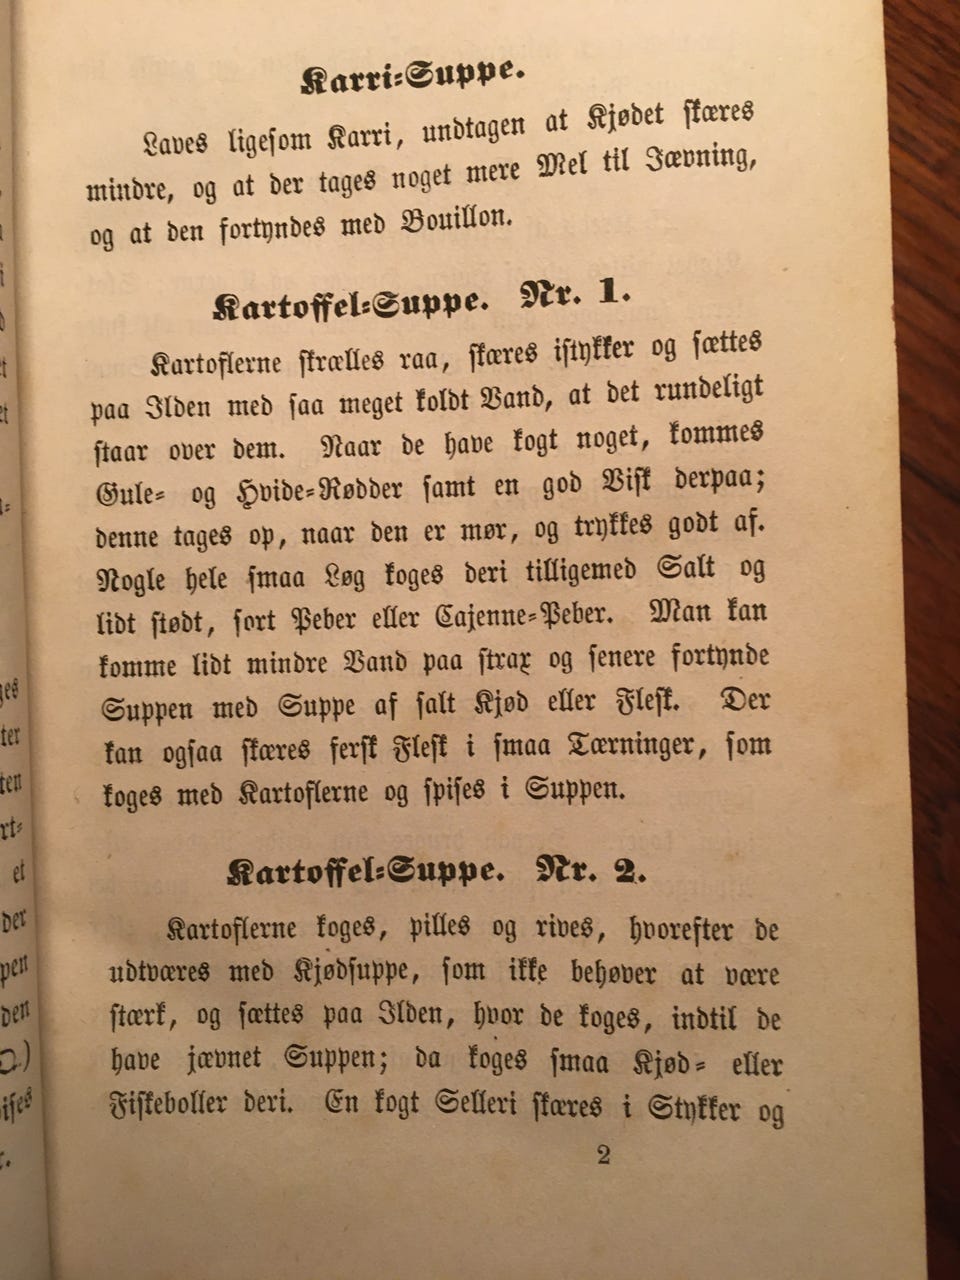 Karri-Suppe.
Laves ligesom Karri, undtagen at Kjødet skæres
mindre, og at der tages noget mere Mel til Jævning,
og at den fortyndes med Bouillon.
Kartoffel-Suppe. Nr. 1.
Kartoflerne skrælles raa, skæres istykker og sættes
paa Ilden med saa meget koldt Vand, at det rundeligt
staar over dem. Naar de have kogt noget, kommes
Gule- og Hvide-Rødder samt en god Visk derpaa;
denne tages op, naar den er mør, og trykkes godt af.
Nogle hele smaa Løg koges deri tilligemed Salt og
lidt stødt, sort Peber eller Cajenne-Peber. Man kan
komme lidt mindre Vand paa strax og senere fortynde
Suppen med Suppe af salt Kjød eller Flesk. Der
kan ogsaa skæres fersk Flesk i smaa Tærninger, som
koges med Kartoflerne og spises i Suppen.
Kartoffel-Suppe. Nr. 2.
Kartoflerne koges, pilles og rives, hvorefter de
udtværes med Kjødsuppe, som ikke behøver at være
stærk, og sættes paa Ilden, hvor de koges, indtil de
have jævnet Suppen; da koges smaa Kjød- eller
Fiskeboller deri. En kogt Selleri skæres i Stykker og
2